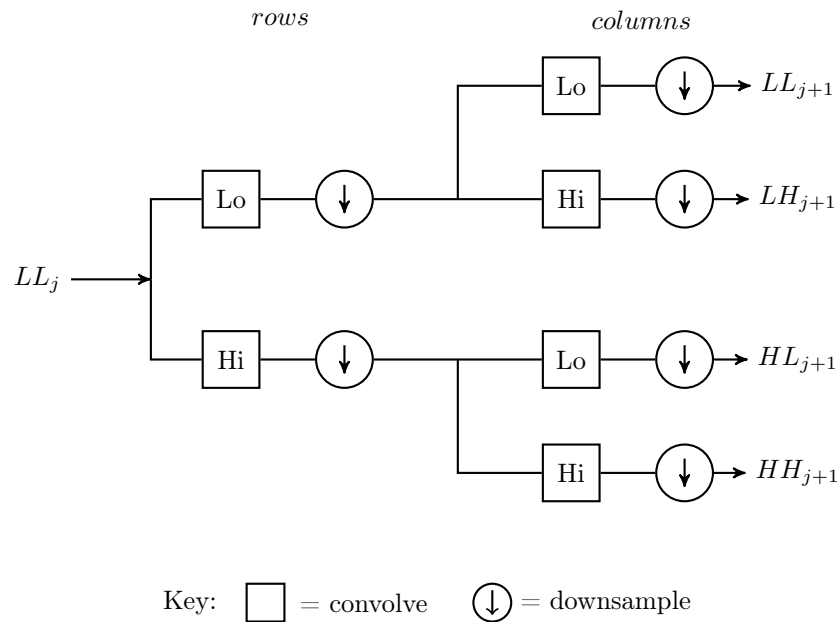 rows columns
Lo $LL_{j+1}$
Lo Hi $LH_{j+1}$
$LL_j$
Hi Lo $HL_{j+1}$
Hi $HH_{j+1}$
Key: = convolve = downsample